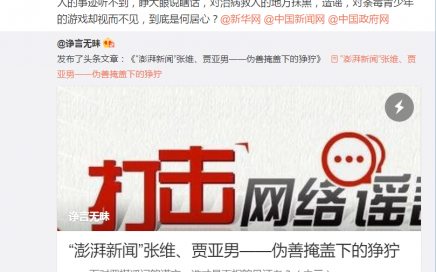 人的事迹听不到，睁大眼说瞎话，对治病救人的地方抹黑，造谣，对荼毒青少年
的游戏却视而不见，到底是何居心？@新华网 @中国新闻网 @中国政府网
@诤言无昧
发布了头条文章：《“澎湃新闻”张维、贾亚男——伪善掩盖下的狰狞》 “澎湃新闻”张维、贾
亚男——伪善掩盖下的狰狞
打击网络谣言
诤言无昧
“澎湃新闻”张维、贾亚男——伪善掩盖下的狰狞